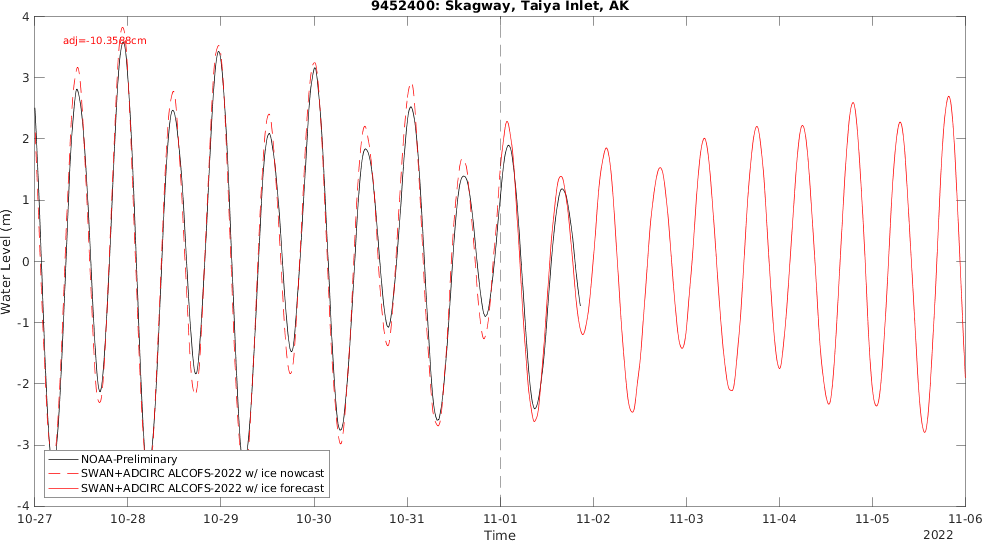 9452400: Skagway, Taiya Inlet, AK
4
adj=-10.3588cm
3
2
1
0
-1
-2
-3
-4
Water Level (m)
NOAA-Preliminary
SWAN+ADCIRC ALCOFS-2022 w/ ice nowcast
SWAN+ADCIRC ALCOFS-2022 w/ ice forecast
10-27 10-28 10-29 10-30 10-31 11-01 11-02 11-03 11-04 11-05 11-06
Time
2022